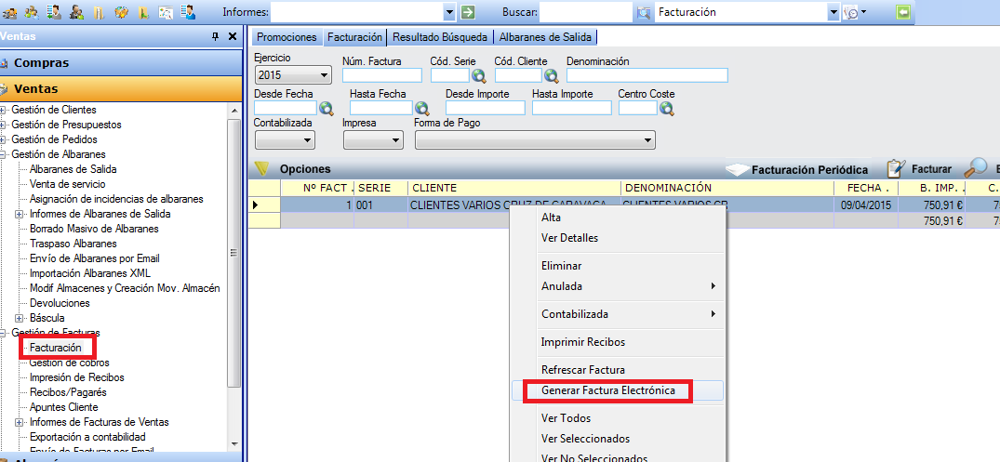 Informes:
Buscar:
Facturación
Ventas
Compras
Ventas
Gestión de Clientes
Gestión de Presupuestos
Gestión de Pedidos
Gestión de Albaranes
Albaranes de Salida
Venta de servicio
Asignación de incidencias de albaranes
Informes de Albaranes de Salida
Borrado Masivo de Albaranes
Traspaso Albaranes
Envío de Albaranes por Email
Importación Albaranes XML
Modif Almacenes y Creación Mov. Almacén
Devoluciones
Báscula
Gestión de Facturas
Facturación
Gestión de cobros
Impresión de Recibos
Recibos/Pagarés
Apuntes Cliente
Informes de Facturas de Ventas
Exportación a contabilidad
Envío de Facturas por Email
Promociones
Facturación
Resultado Búsqueda
Albaranes de Salida
Ejercicio
Núm. Factura
Cód. Serie
Cód. Cliente
Denominación
2015
Desde Fecha
Hasta Fecha
Desde Importe
Hasta Importe
Centro Coste
Contabilizada
Impresa
Forma de Pago
Opciones
Facturación Periódica
Facturar
Nº FACT .
SERIE
CLIENTE
DENOMINACIÓN
FECHA .
B. IMP. .
C.
1
001
CLIENTES VARIOS CRUZ DE CARAVACA
CLIENTES VARIOS CR
09/04/2015
750,91 €
750,91 €
Alta
Ver Detalles
Eliminar
Anulada
Contabilizada
Imprimir Recibos
Refrescar Factura
Generar Factura Electrónica
Ver Todos
Ver Seleccionados
Ver No Seleccionados